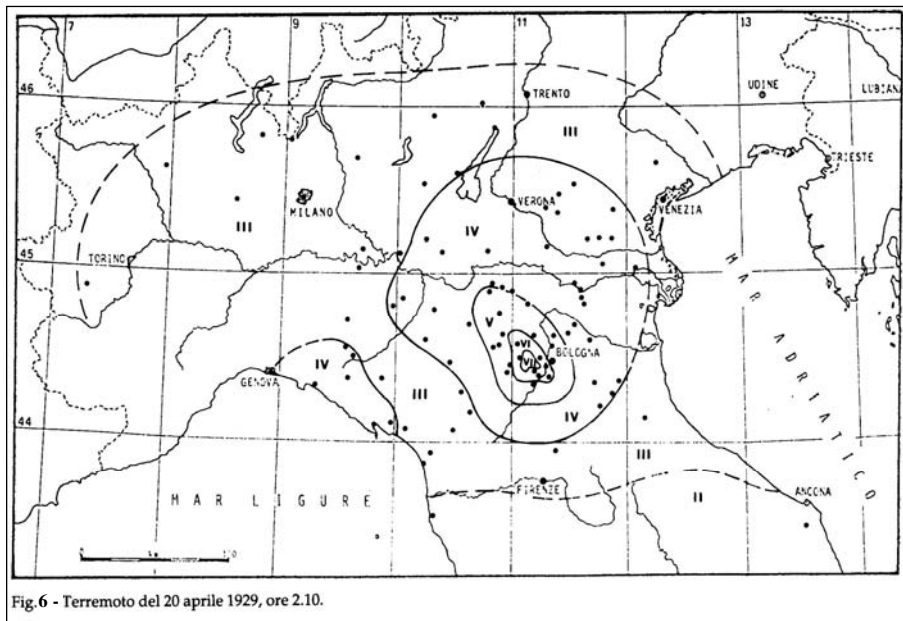 7 9 11 13
46
TRENTO
UDINE
LUBIANA
III
TRIESTE
MILANO
VERONA
VENEZIA
III
IV
45
TORINO
MAR ADRIATICO
V
VI
BOLOGNA
VII
IV
GENOVA
III
IV
44
III
MAR LIGURE
FIRENZE
II
ANCONA
0 km
Fig.6 - Terremoto del 20 aprile 1929, ore 2.10.